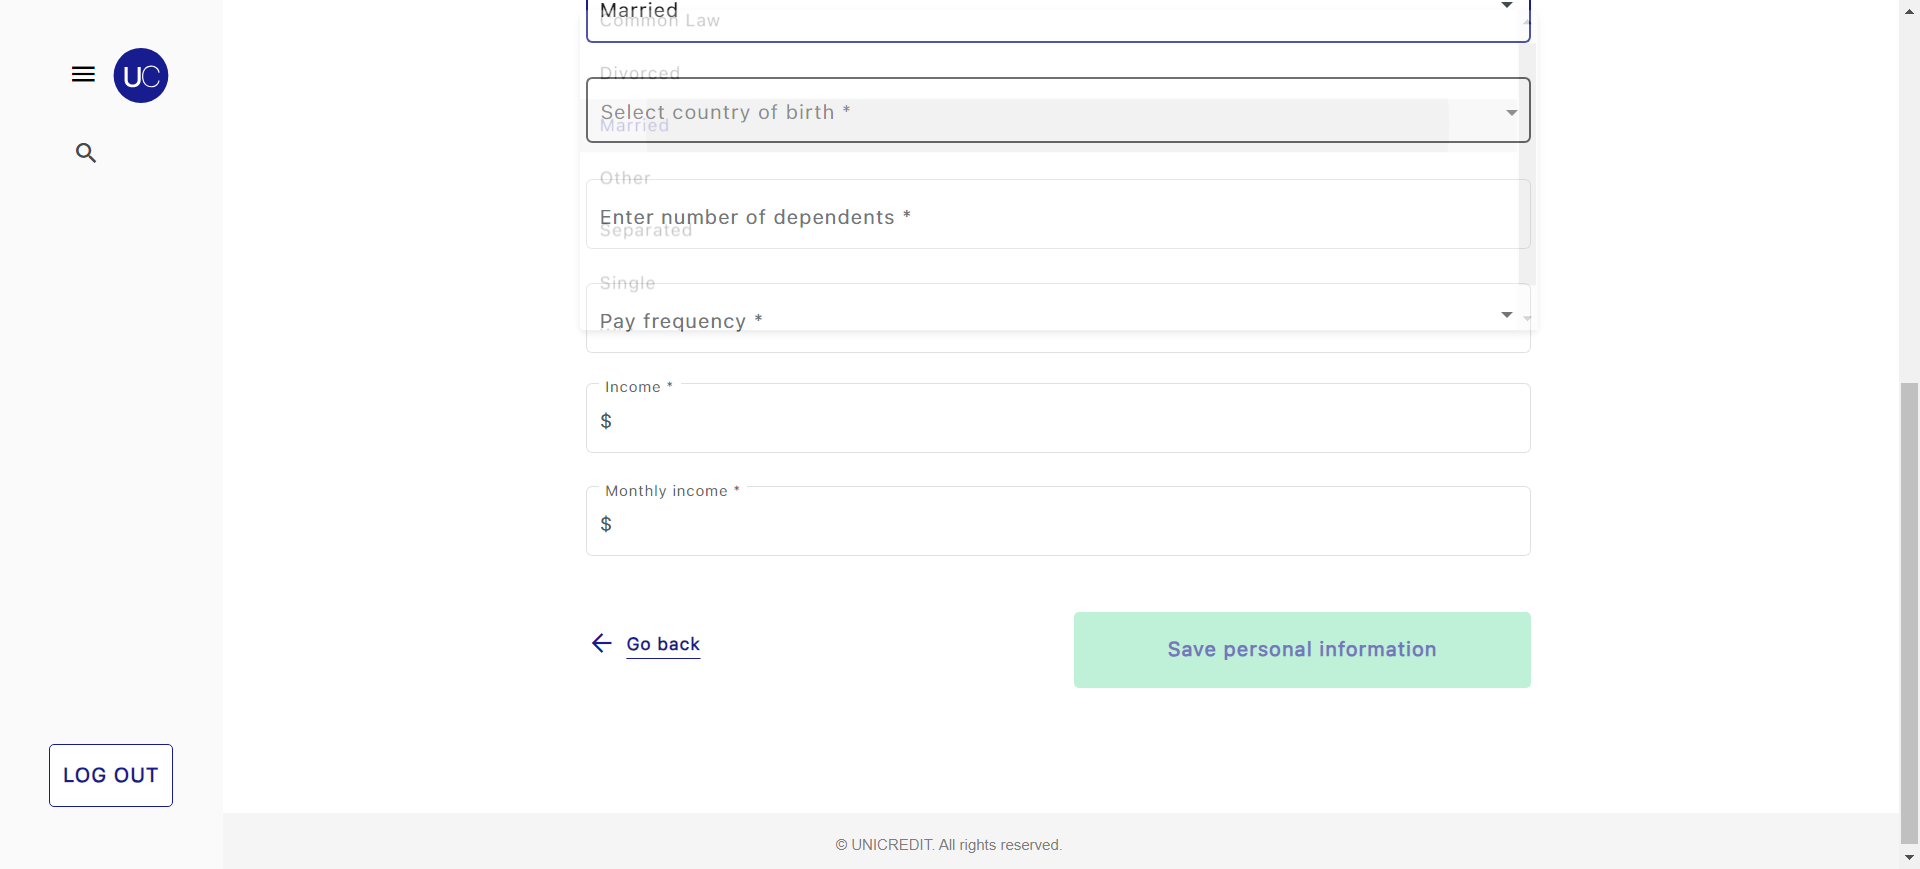 Married
Common Law
UC
Divorced
Select country of birth *
Married
Other
Enter number of dependents *
Separated
Single
Pay frequency *
Income *
$
Monthly income *
$
Go back
Save personal information
LOG OUT
© UNICREDIT. All rights reserved.